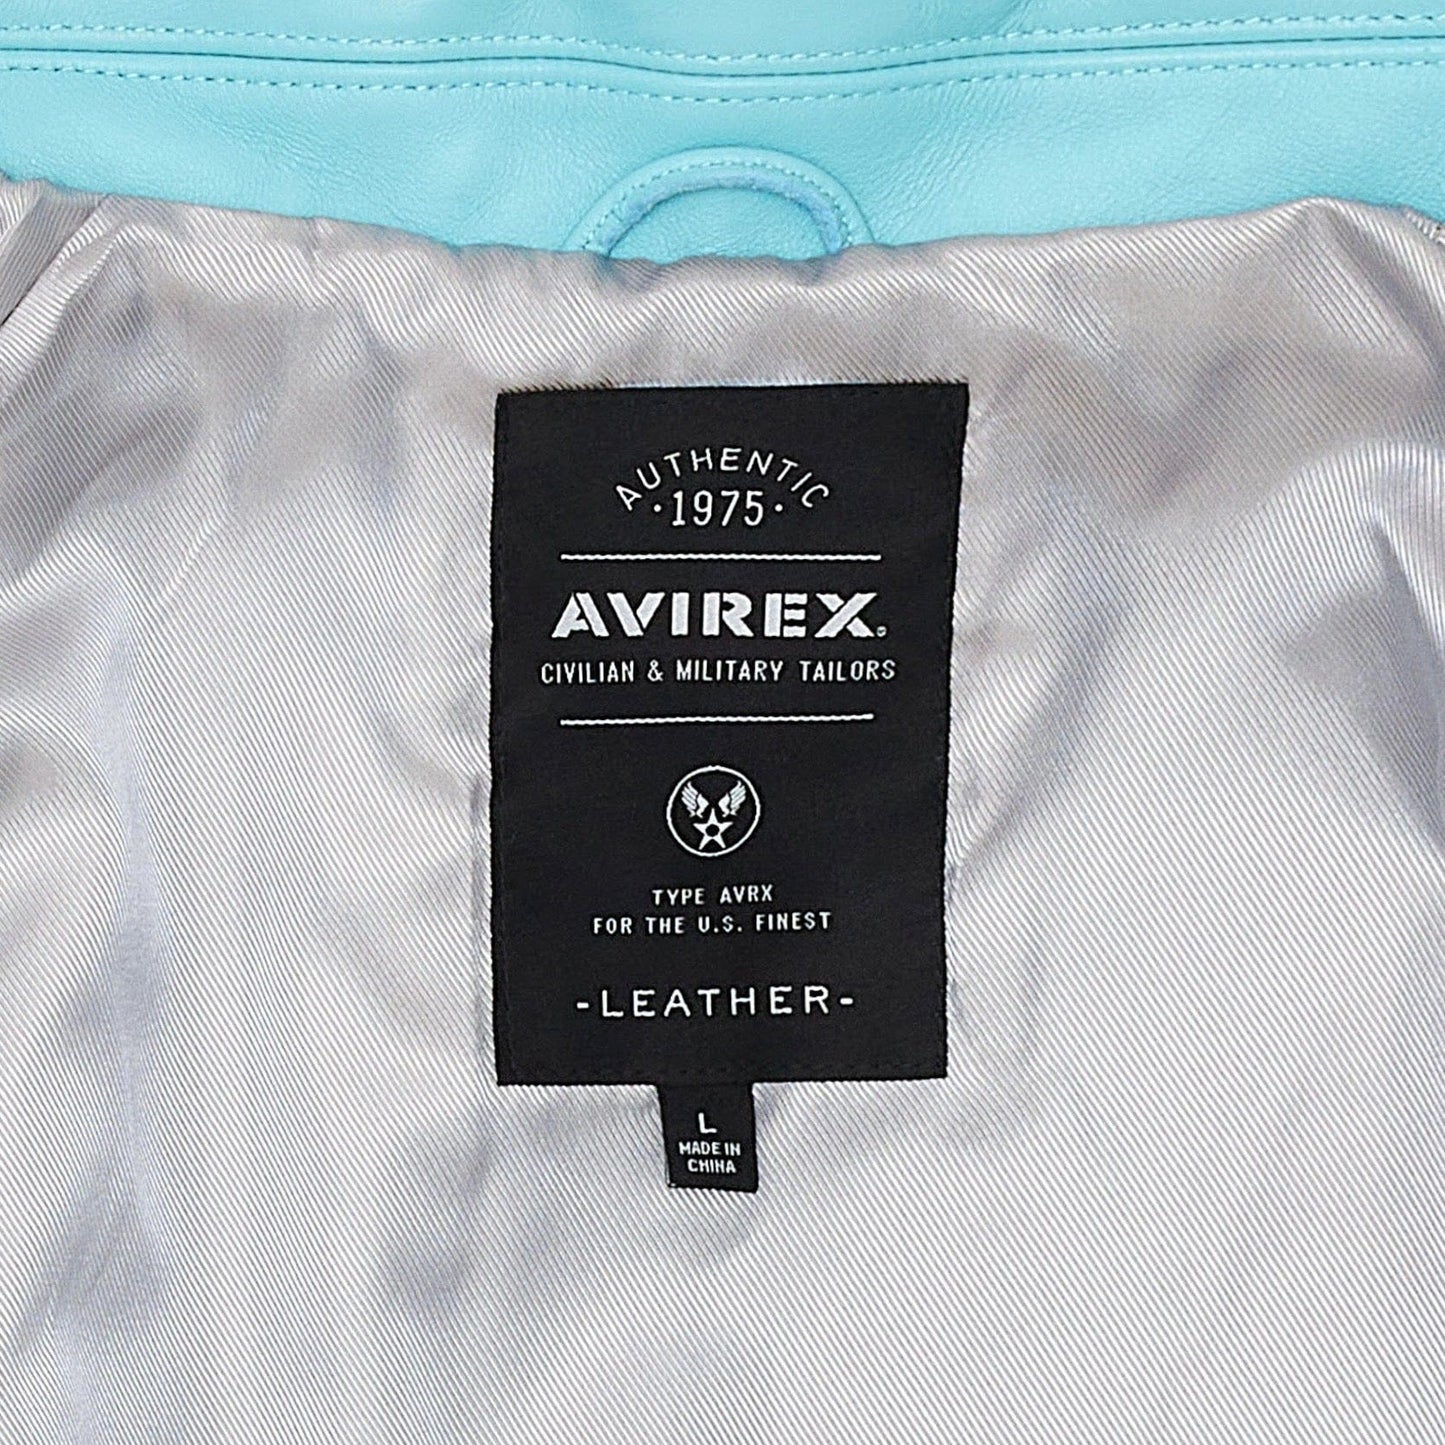 AUTHENTIC
·1975·
AVIREX®
CIVILIAN & MILITARY TAILORS
TYPE AVRX
FOR THE U.S. FINEST
-LEATHER-
L
MADE IN
CHINA